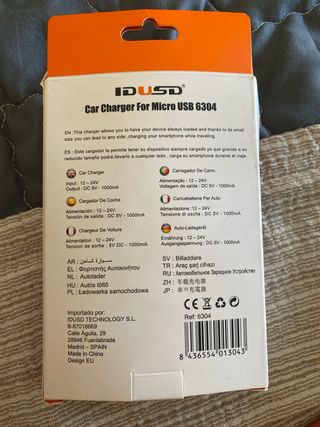 IDUSD
Car Charger For Micro USB 6304
EN : This charger allows you to have your device always loaded and thanks to its small
size you can lead to any side , charging your smartphone while traveling.
ES : Este cargador le permite tener su dispositivo siempre cargado ya que gracias a su
reducido tamaño podrá llevarlo a cualquier lado , carga su smartphone durante el viaje.
Car Charger
Input : 12 – 24V
Output : DC 5V - 1000mA
Cargador De Coche
Alimentación : 12 – 24V
Tensión de salida : DC 5V - 1000mA
Chargeur De Voiture
Alimentation : 12 – 24V
Tension de sortie : 5V DC - 1000mA
Carregador De Carro
Alimentação : 12 – 24V
Voltagem de saída : DC 5V - 1000mA
Caricabatteria Per Auto
Alimentazione : 12 – 24V
Tensione di uscita : DC 5V - 1000mA
Auto-Ladegerät
Ernährung : 12 – 24V
Ausgangsspannung : DC 5V - 1000mA
AR : شاحن سيارة
EL : Φορτιστής Αυτοκινήτου
NL : Autolader
HU : Autós töltő
PL : Ładowarka samochodowa
SV : Billaddare
TR : Araç şarj cihazı
RU : Автомобильное Зарядное Устройство
ZH : 车载充电器
JP : 車の充電器
Importado por:
IDUSD TECHNOLOGY S.L.
B-87018669
Calle Águila, 29
28946 Fuenlabrada
Madrid – SPAIN
Made In China
Design EU
CE
Ref: 6304
8 436554 013043